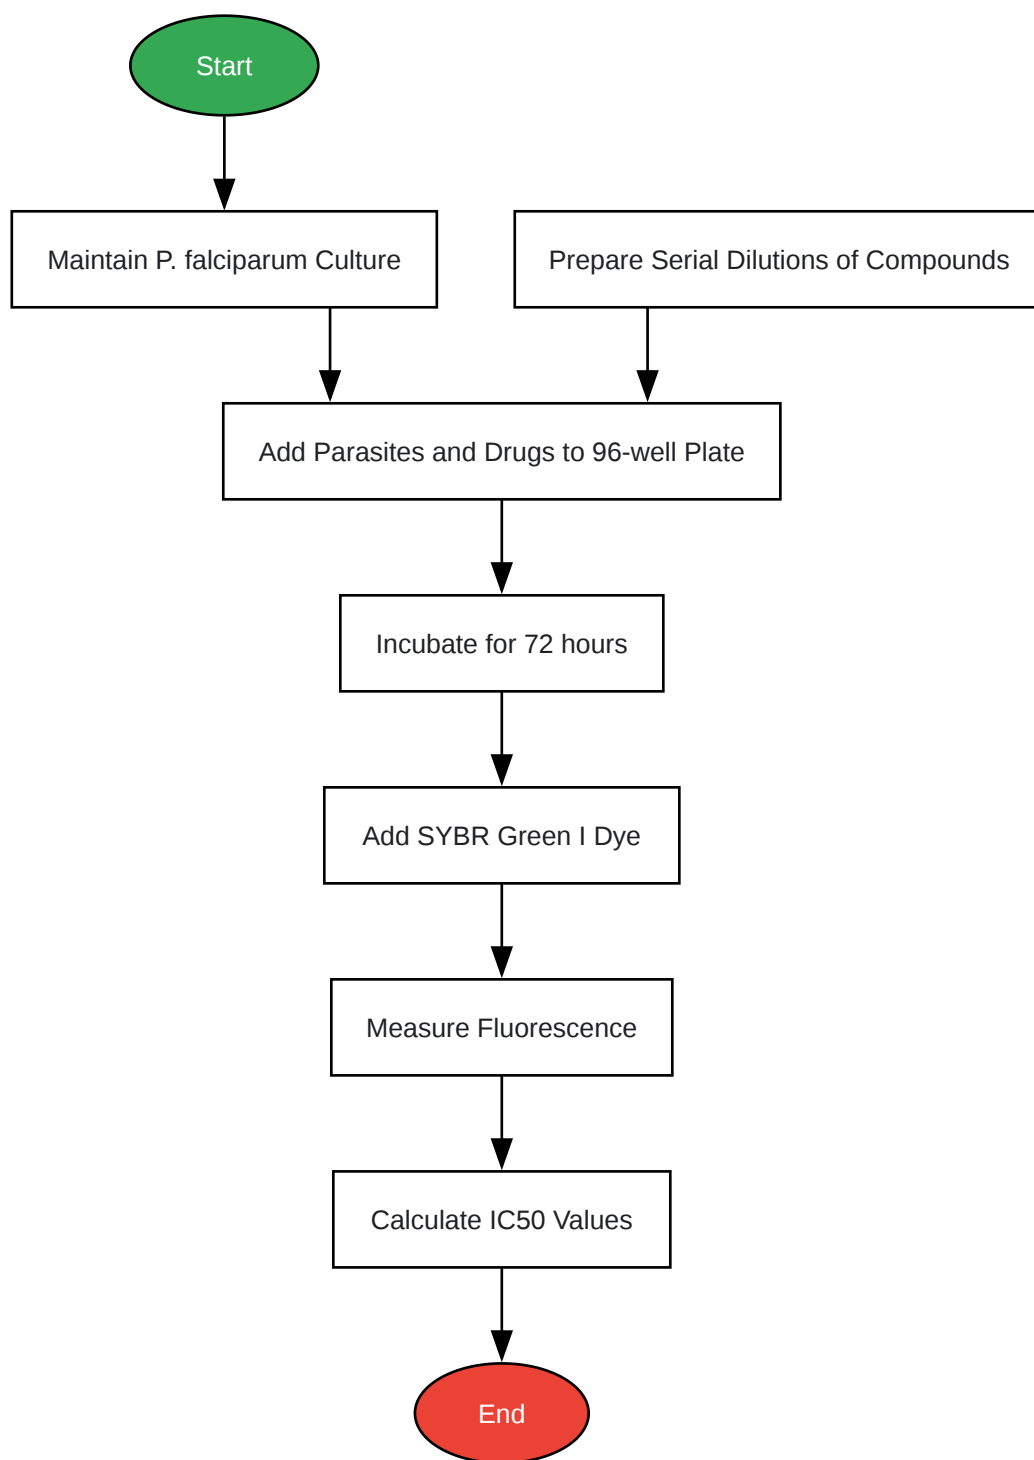 Start
Maintain P. falciparum Culture
Prepare Serial Dilutions of Compounds
Add Parasites and Drugs to 96-well Plate
Incubate for 72 hours
Add SYBR Green I Dye
Measure Fluorescence
Calculate IC50 Values
End